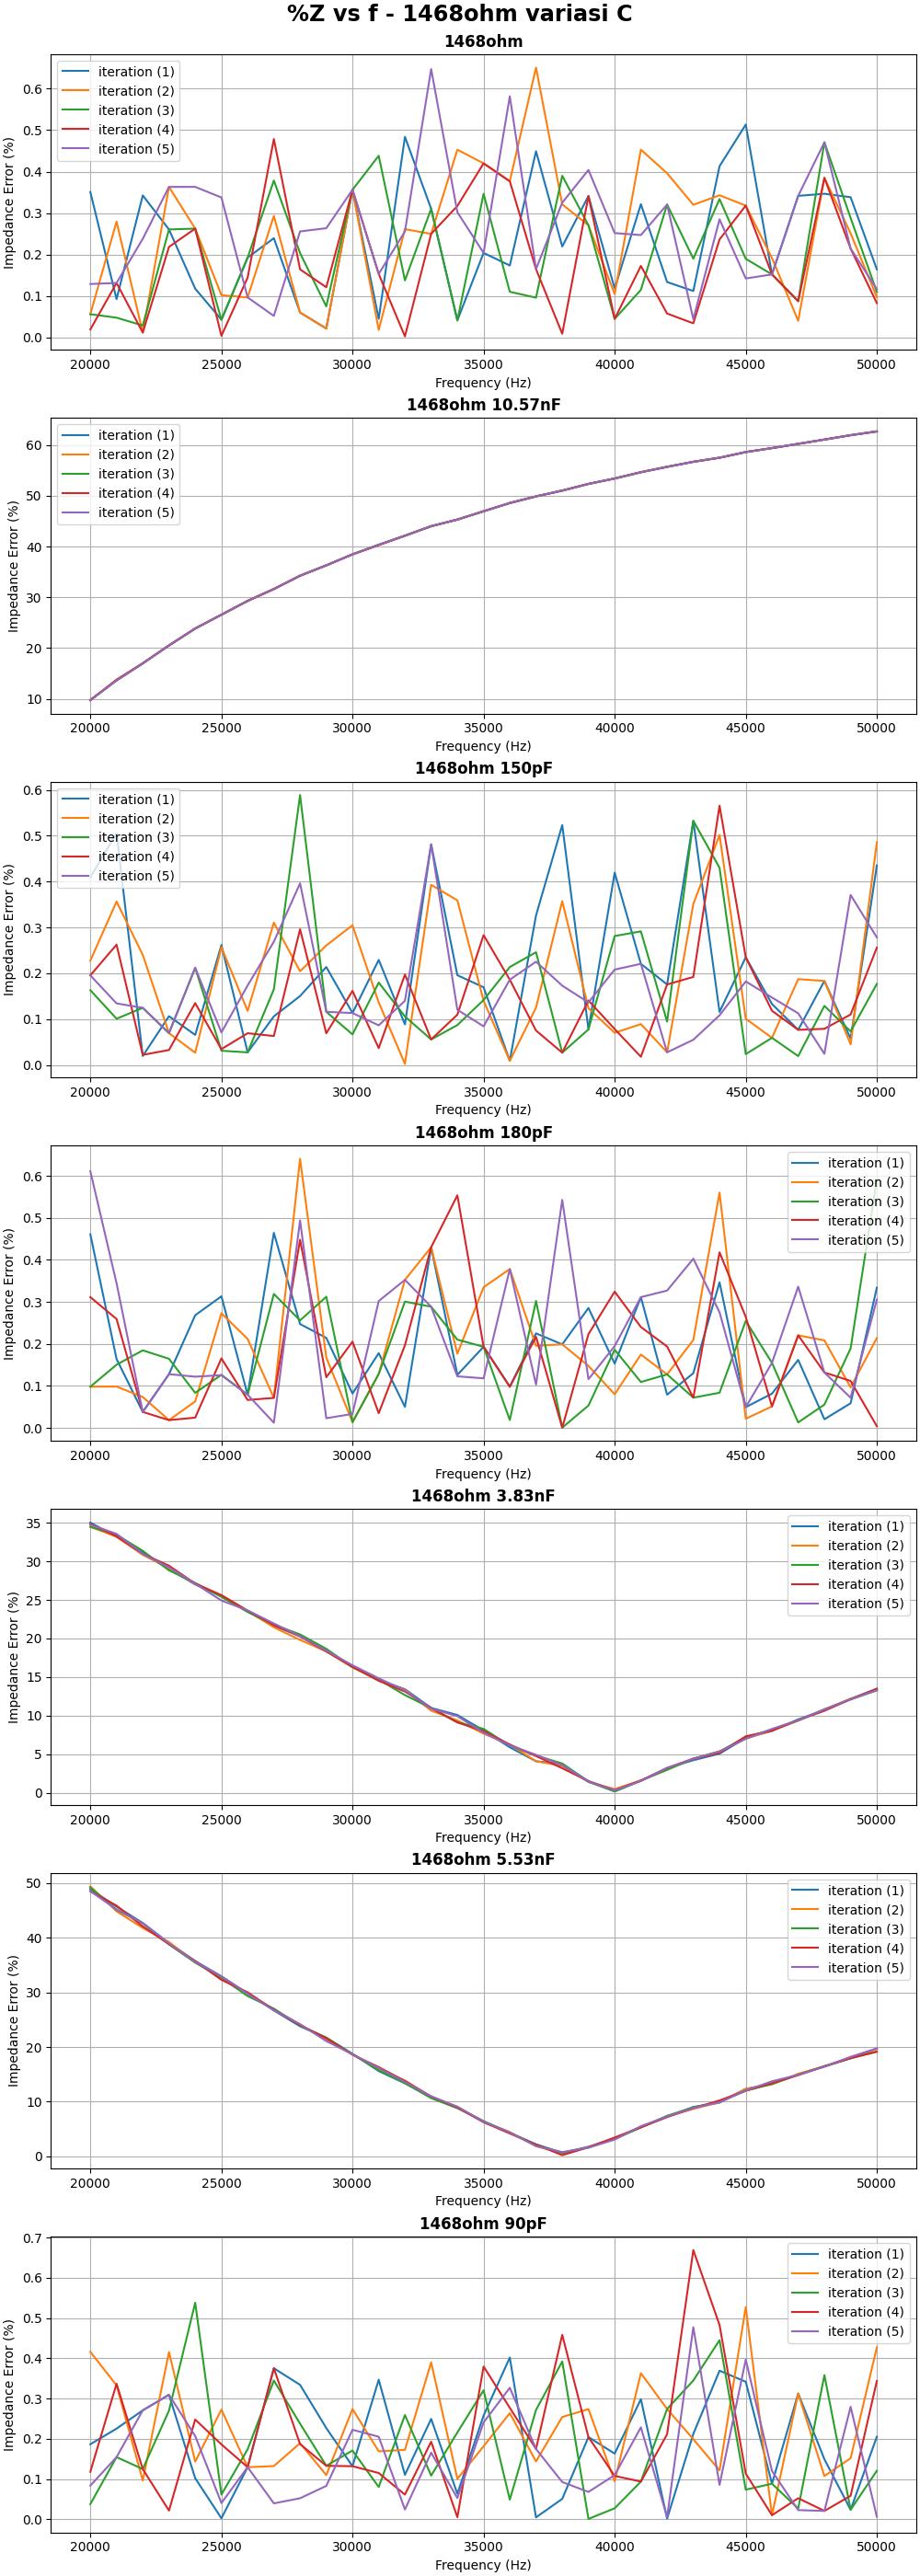 %Z vs f - 1468ohm variasi C
1468ohm
iteration (1)
iteration (2)
iteration (3)
iteration (4)
iteration (5)
Impedance Error (%)
0.6
0.5
0.4
0.3
0.2
0.1
0.0
20000 25000 30000 35000 40000 45000 50000
Frequency (Hz)
1468ohm 10.57nF
iteration (1)
iteration (2)
iteration (3)
iteration (4)
iteration (5)
Impedance Error (%)
60
50
40
30
20
10
20000 25000 30000 35000 40000 45000 50000
Frequency (Hz)
1468ohm 150pF
iteration (1)
iteration (2)
iteration (3)
iteration (4)
iteration (5)
Impedance Error (%)
0.6
0.5
0.4
0.3
0.2
0.1
0.0
20000 25000 30000 35000 40000 45000 50000
Frequency (Hz)
1468ohm 180pF
iteration (1)
iteration (2)
iteration (3)
iteration (4)
iteration (5)
Impedance Error (%)
0.6
0.5
0.4
0.3
0.2
0.1
0.0
20000 25000 30000 35000 40000 45000 50000
Frequency (Hz)
1468ohm 3.83nF
iteration (1)
iteration (2)
iteration (3)
iteration (4)
iteration (5)
Impedance Error (%)
35
30
25
20
15
10
5
0
20000 25000 30000 35000 40000 45000 50000
Frequency (Hz)
1468ohm 5.53nF
iteration (1)
iteration (2)
iteration (3)
iteration (4)
iteration (5)
Impedance Error (%)
50
40
30
20
10
0
20000 25000 30000 35000 40000 45000 50000
Frequency (Hz)
1468ohm 90pF
iteration (1)
iteration (2)
iteration (3)
iteration (4)
iteration (5)
Impedance Error (%)
0.7
0.6
0.5
0.4
0.3
0.2
0.1
0.0
20000 25000 30000 35000 40000 45000 50000
Frequency (Hz)